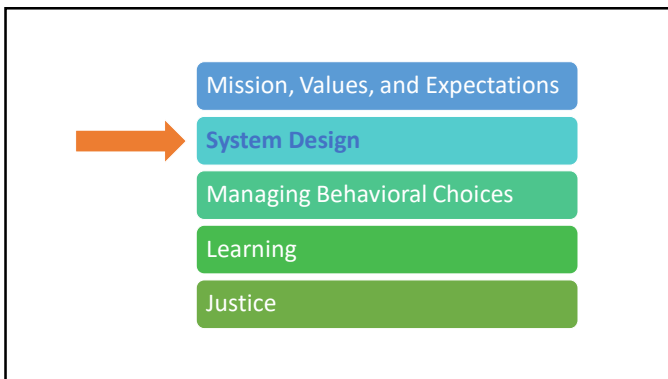 Mission, Values, and Expectations
System Design
Managing Behavioral Choices
Learning
Justice